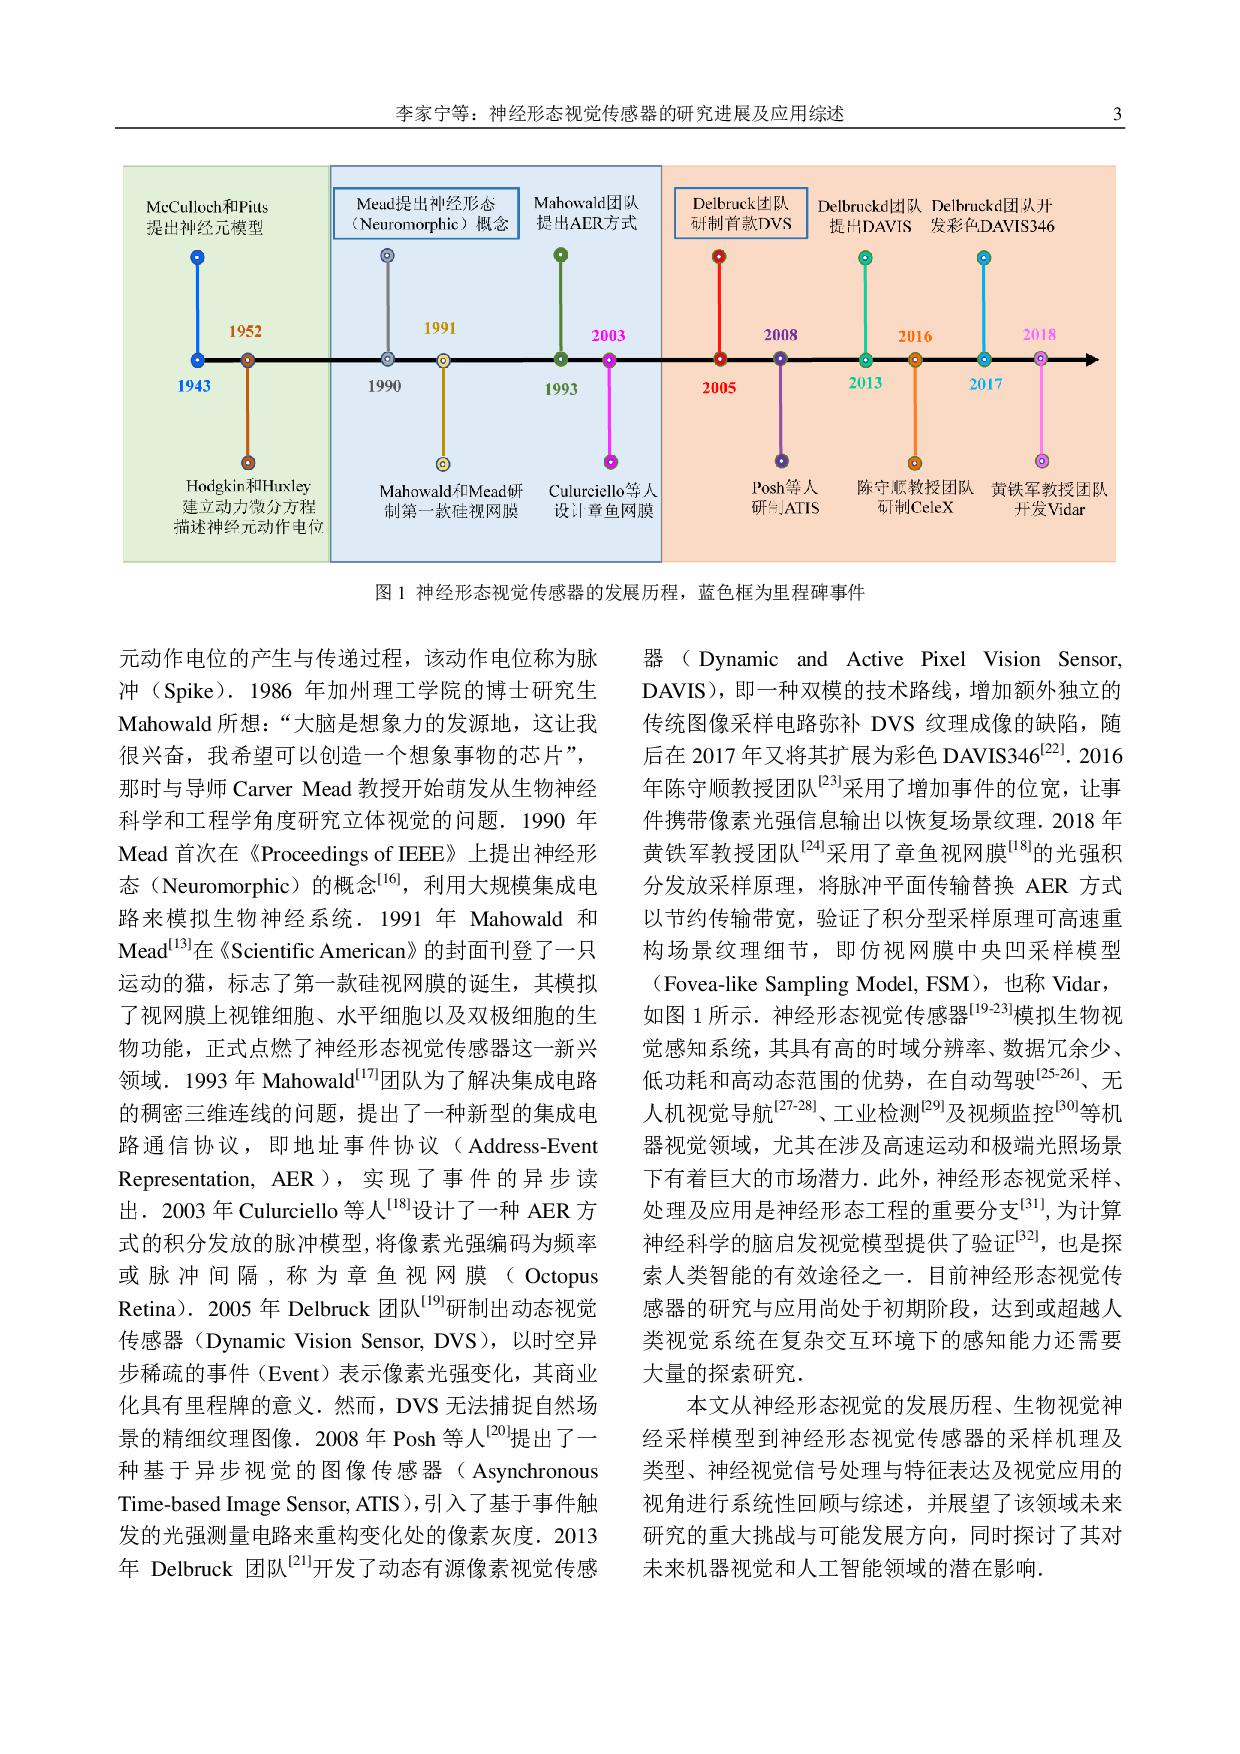 李家宁等：神经形态视觉传感器的研究进展及应用综述 3
McCulloch和Pitts
提出神经元模型
Mead提出神经形态
（Neuromorphic）概念
Mahowald团队
提出AER方式
Delbruck团队
研制首款DVS
Delbruckd团队
提出DAVIS
Delbruckd团队开
发彩色DAVIS346
1952
1991
2003
2008
2016
2018
1943
1990
1993
2005
2013
2017
Hodgkin和Huxley
建立动力微分方程
描述神经元动作电位
Mahowald和Mead研
制第一款硅视网膜
Culurciello等人
设计章鱼网膜
Posh等人
研制ATIS
陈守顺教授团队
研制CeleX
黄铁军教授团队
开发Vidar
图 1 神经形态视觉传感器的发展历程，蓝色框为里程碑事件
元动作电位的产生与传递过程，该动作电位称为脉
冲（Spike）．1986 年加州理工学院的博士研究生
Mahowald 所想：“大脑是想象力的发源地，这让我
很兴奋，我希望可以创造一个想象事物的芯片”，
那时与导师 Carver Mead 教授开始萌发从生物神经
科学和工程学角度研究立体视觉的问题．1990 年
Mead 首次在《Proceedings of IEEE》上提出神经形
态（Neuromorphic）的概念[16]，利用大规模集成电
路来模拟生物神经系统．1991 年 Mahowald 和
Mead[13]在《Scientific American》的封面刊登了一只
运动的猫，标志了第一款硅视网膜的诞生，其模拟
了视网膜上视锥细胞、水平细胞以及双极细胞的生
物功能，正式点燃了神经形态视觉传感器这一新兴
领域．1993 年 Mahowald[17]团队为了解决集成电路
的稠密三维连线的问题，提出了一种新型的集成电
路通信协议，即地址事件协议（Address-Event
Representation, AER），实现了事件的异步读
出．2003 年 Culurciello 等人[18]设计了一种 AER 方
式的积分发放的脉冲模型,将像素光强编码为频率
或脉冲间隔,称为章鱼视网膜（Octopus
Retina）．2005 年 Delbruck 团队[19]研制出动态视觉
传感器（Dynamic Vision Sensor, DVS），以时空异
步稀疏的事件（Event）表示像素光强变化，其商业
化具有里程牌的意义．然而，DVS 无法捕捉自然场
景的精细纹理图像．2008 年 Posh 等人[20]提出了一
种基于异步视觉的图像传感器（Asynchronous
Time-based Image Sensor, ATIS），引入了基于事件触
发的光强测量电路来重构变化处的像素灰度．2013
年 Delbruck 团队[21]开发了动态有源像素视觉传感
器（Dynamic and Active Pixel Vision Sensor,
DAVIS），即一种双模的技术路线，增加额外独立的
传统图像采样电路弥补 DVS 纹理成像的缺陷，随
后在 2017 年又将其扩展为彩色 DAVIS346[22]．2016
年陈守顺教授团队[23]采用了增加事件的位宽，让事
件携带像素光强信息输出以恢复场景纹理．2018 年
黄铁军教授团队[24]采用了章鱼视网膜[18]的光强积
分发放采样原理，将脉冲平面传输替换 AER 方式
以节约传输带宽，验证了积分型采样原理可高速重
构场景纹理细节，即仿视网膜中央凹采样模型
（Fovea-like Sampling Model, FSM），也称 Vidar，
如图 1 所示．神经形态视觉传感器[19-23]模拟生物视
觉感知系统，其具有高的时域分辨率、数据冗余少、
低功耗和高动态范围的优势，在自动驾驶[25-26]、无
人机视觉导航[27-28]、工业检测[29]及视频监控[30]等机
器视觉领域，尤其在涉及高速运动和极端光照场景
下有着巨大的市场潜力．此外，神经形态视觉采样、
处理及应用是神经形态工程的重要分支[31],为计算
神经科学的脑启发视觉模型提供了验证[32]，也是探
索人类智能的有效途径之一．目前神经形态视觉传
感器的研究与应用尚处于初期阶段，达到或超越人
类视觉系统在复杂交互环境下的感知能力还需要
大量的探索研究．
本文从神经形态视觉的发展历程、生物视觉神
经采样模型到神经形态视觉传感器的采样机理及
类型、神经视觉信号处理与特征表达及视觉应用的
视角进行系统性回顾与综述，并展望了该领域未来
研究的重大挑战与可能发展方向，同时探讨了其对
未来机器视觉和人工智能领域的潜在影响．